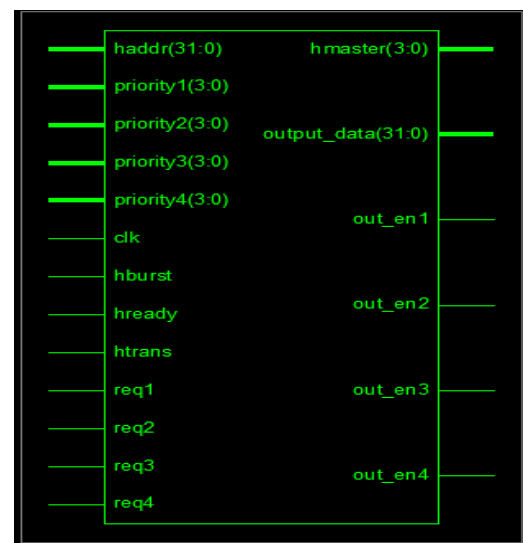 haddr(31:0)
hmaster(3:0)
priority1(3:0)
priority2(3:0)
output_data(31:0)
priority3(3:0)
priority4(3:0)
out_en1
clk
hburst
out_en2
hready
htrans
req1
out_en3
req2
req3
out_en4
req4